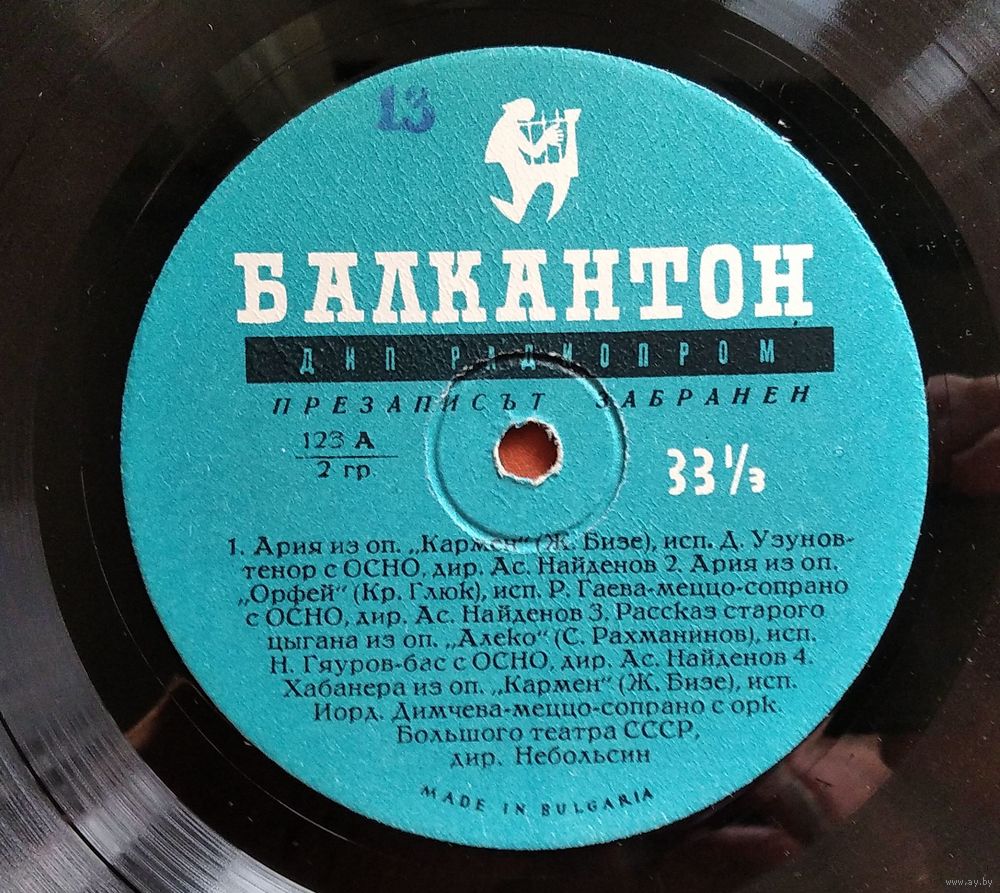 13
БАЛКАНТОН
ДИП РАДИОПРОМ
ПРЕЗАПИСЪТ ЗАБРАНЕН
123 А
2 гр.
33⅓
1. Ария из оп. „Кармен“ (Ж. Бизе), исп. Д. Узунов-
тенор с ОСНО, дир. Ас. Найденов 2. Ария из оп.
„Орфей“ (Кр. Глюк), исп. Р. Гаева-меццо-сопрано
с ОСНО, дир. Ас. Найденов 3. Рассказ старого
цыгана из оп. „Алеко“ (С. Рахманинов), исп.
Н. Гяуров-бас с ОСНО, дир. Ас. Найденов 4.
Хабанера из оп. „Кармен“ (Ж. Бизе), исп.
Иорд. Димчева-меццо-сопрано с орк.
Большого театра СССР,
дир. Небольсин
MADE IN BULGARIA
www.ay.by